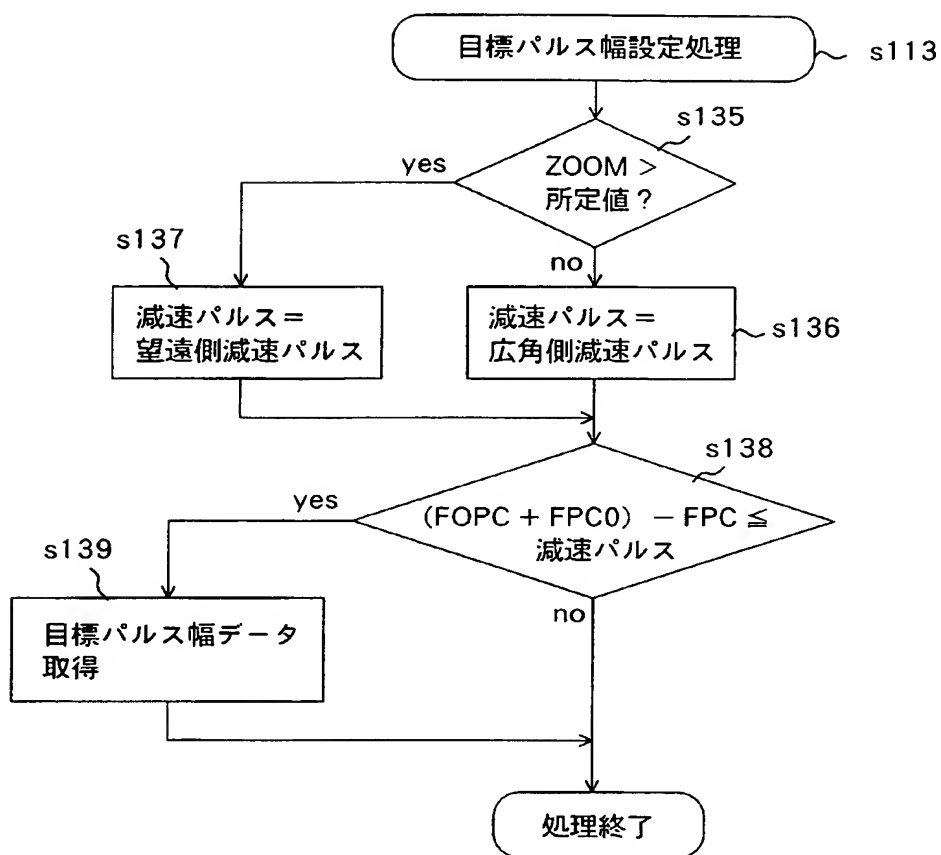 目標パルス幅設定処理
s113
s135
ZOOM >
所定値？
yes
no
s137
減速パルス＝
望遠側減速パルス
減速パルス＝
広角側減速パルス
s136
s138
(FOPC + FPC0) － FPC ≦
減速パルス
yes
no
s139
目標パルス幅データ
取得
処理終了